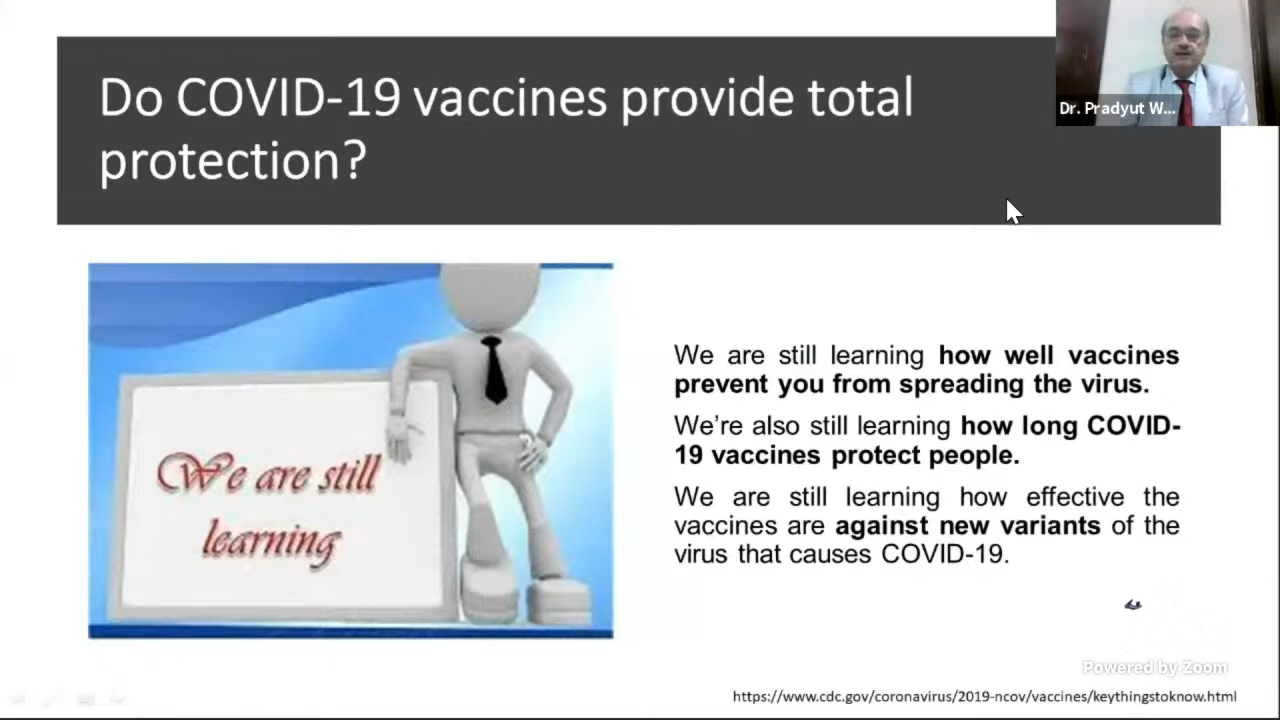 Do COVID-19 vaccines provide total
protection?
Dr. Pradyut W...
We are still
learning
We are still learning how well vaccines
prevent you from spreading the virus.
We're also still learning how long COVID-
19 vaccines protect people.
We are still learning how effective the
vaccines are against new variants of the
virus that causes COVID-19.
Powered by Zoom
https://www.cdc.gov/coronavirus/2019-ncov/vaccines/keythingstoknow.html